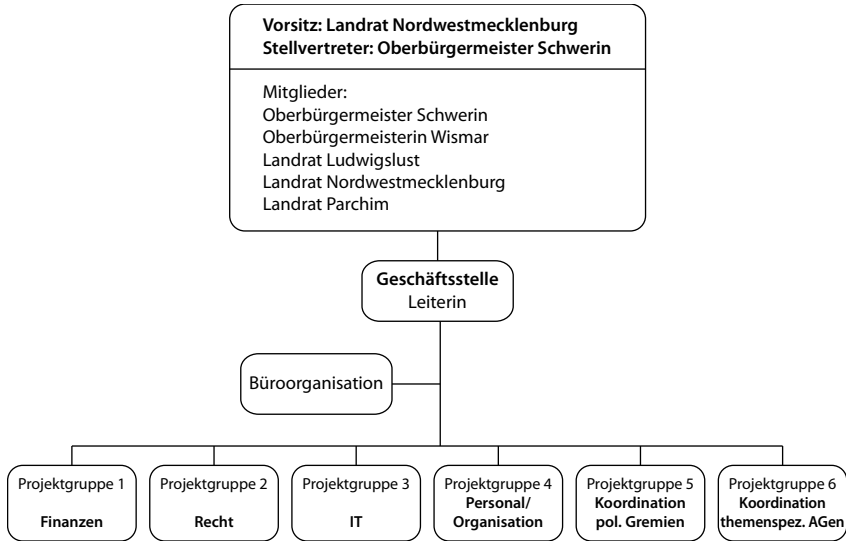 Vorsitz: Landrat Nordwestmecklenburg
Stellvertreter: Oberbürgermeister Schwerin
Mitglieder:
Oberbürgermeister Schwerin
Oberbürgermeisterin Wismar
Landrat Ludwigslust
Landrat Nordwestmecklenburg
Landrat Parchim
Geschäftsstelle
Leiterin
Büroorganisation
Projektgruppe 1
Finanzen
Projektgruppe 2
Recht
Projektgruppe 3
IT
Projektgruppe 4
Personal/
Organisation
Projektgruppe 5
Koordination
pol. Gremien
Projektgruppe 6
Koordination
themenspez. AGen